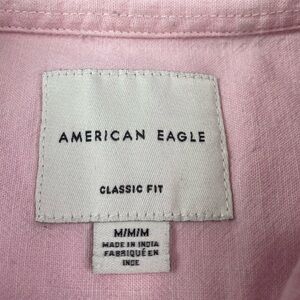 AMERICAN EAGLE
CLASSIC FIT
M/M/M
MADE IN INDIA
FABRIQUÉ EN
INDE